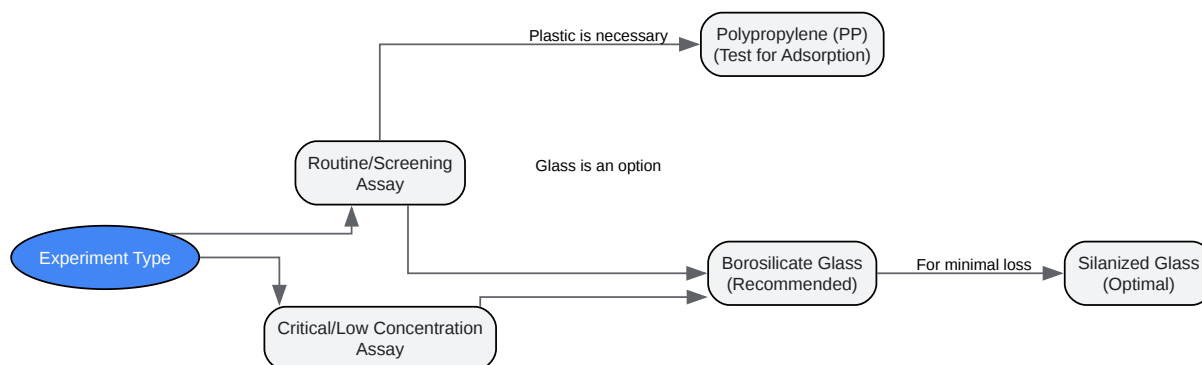 Plastic is necessary
Polypropylene (PP)
(Test for Adsorption)
Routine/Screening
Assay
Glass is an option
Experiment Type
Borosilicate Glass
(Recommended)
For minimal loss
Silanized Glass
(Optimal)
Critical/Low Concentration
Assay